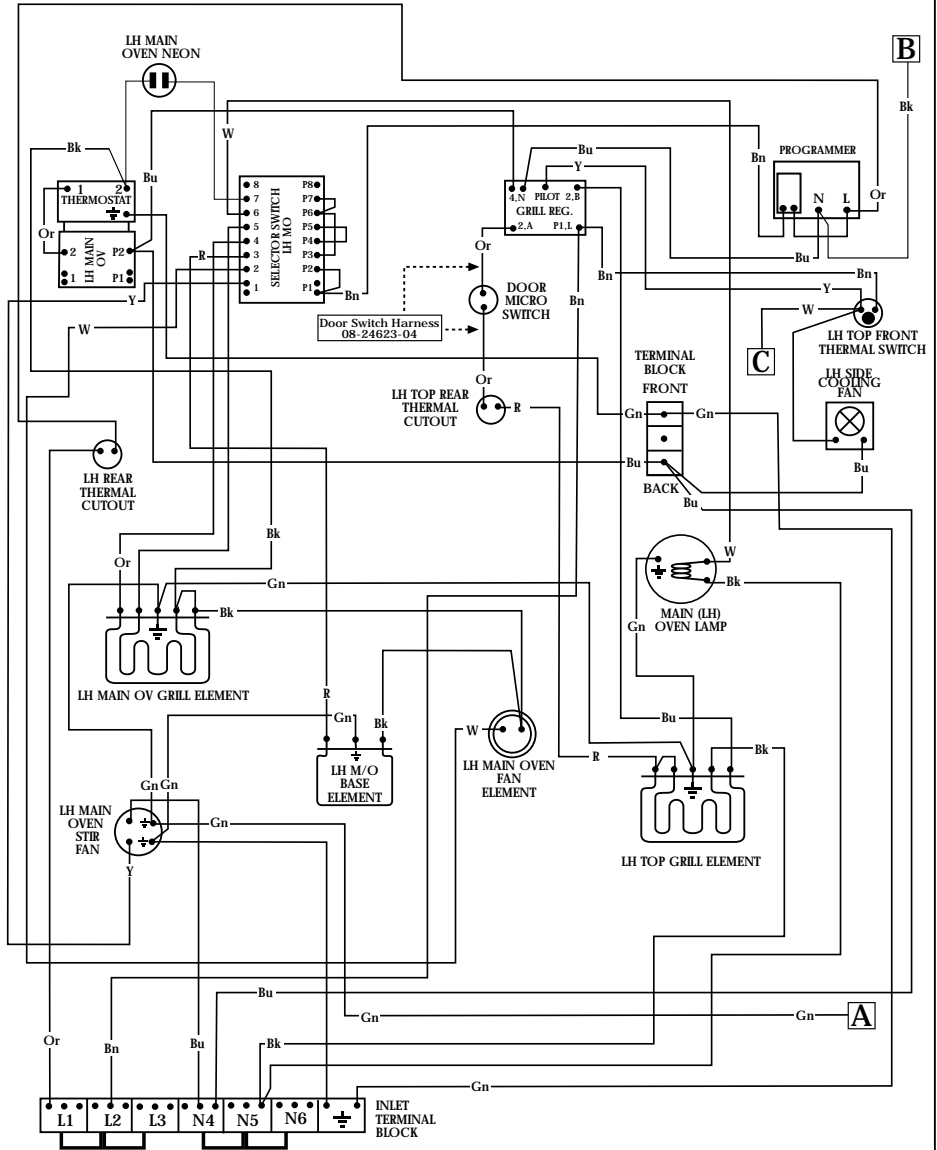 LH MAIN
OVEN NEON
B
Bk
W
Bk
Bu
Bn
Bu
Y
PROGRAMMER
N
L
Or
1
2
THERMOSTAT
Or
2
P2
1
P1
LH MAIN
OV
8
7
6
5
4
3
2
1
P8
P7
P6
P5
P4
P3
P2
P1
SELECTOR SWITCH
LH MO
R
Bn
4,N
PILOT
2,B
GRILL REG.
2,A
P1,L
Or
Bu
Bn
Bn
Y
Y
Bn
W
W
DOOR
MICRO
SWITCH
Door Switch Harness
08-24623-04
LH TOP FRONT
THERMAL SWITCH
C
TERMINAL
BLOCK
FRONT
LH SIDE
COOLING
FAN
Or
LH TOP REAR
THERMAL
CUTOUT
R
Gn
Gn
Bu
BACK
Bu
Bu
LH REAR
THERMAL
CUTOUT
Bk
Or
W
Bk
MAIN (LH)
OVEN LAMP
Gn
Bk
Gn
LH MAIN OV GRILL ELEMENT
R
Gn
Bk
W
Bu
Bk
R
LH M/O
BASE
ELEMENT
LH MAIN OVEN
FAN
ELEMENT
Gn
Gn
LH MAIN
OVEN
STIR
FAN
Gn
Y
LH TOP GRILL ELEMENT
Bu
Gn
Gn
A
Or
Bn
Bu
Bk
Gn
L1
L2
L3
N4
N5
N6
INLET
TERMINAL
BLOCK